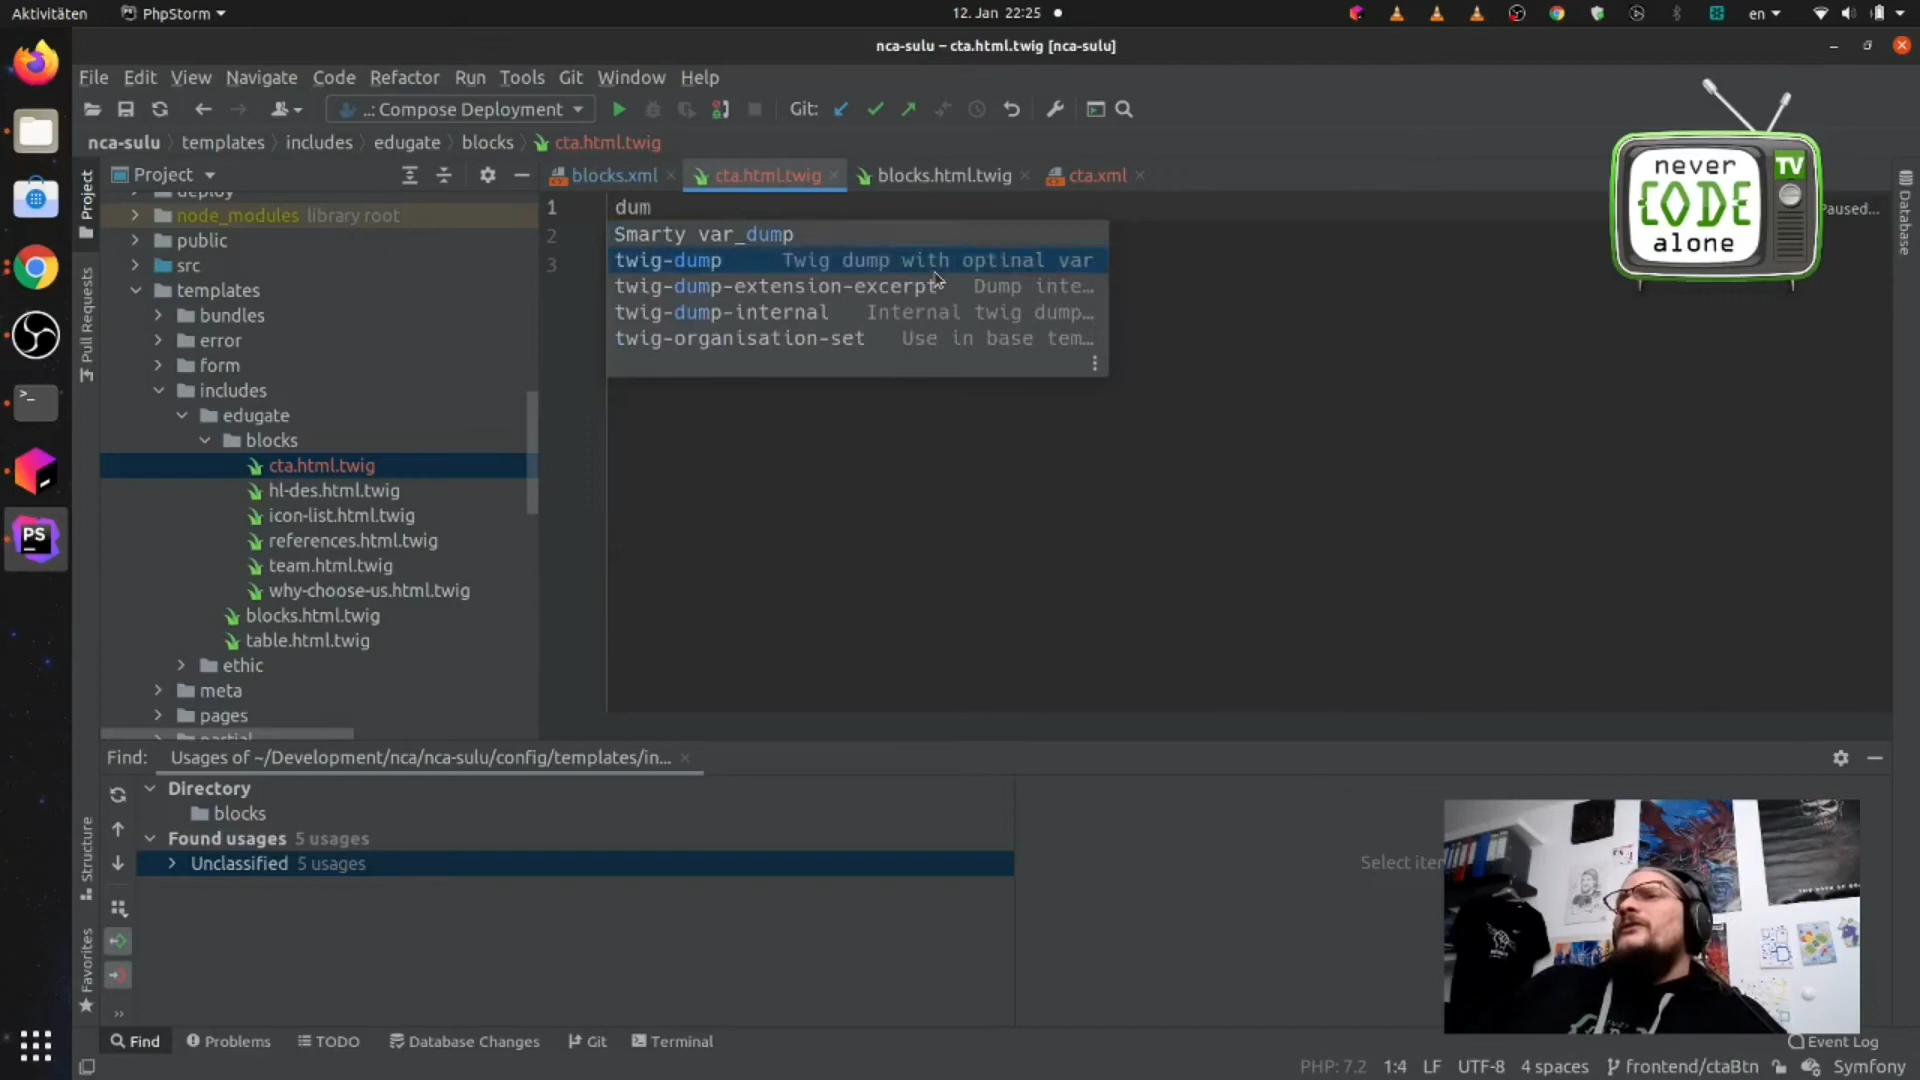 Aktivitäten
PhpStorm
12. Jan 22:25
en
nca-sulu – cta.html.twig [nca-sulu]
File Edit View Navigate Code Refactor Run Tools Git Window Help
..: Compose Deployment
Git:
nca-sulu templates includes edugate blocks cta.html.twig
Project
blocks.xml
cta.html.twig
blocks.html.twig
cta.xml
Project
Pull Requests
Structure
Favorites
node_modules library root
public
src
templates
bundles
error
form
includes
edugate
blocks
cta.html.twig
hl-des.html.twig
icon-list.html.twig
references.html.twig
team.html.twig
why-choose-us.html.twig
blocks.html.twig
table.html.twig
ethic
meta
pages
1
2
3
dum
Smarty var_dump
twig-dump Twig dump with optinal var
twig-dump-extension-excerpt Dump inte…
twig-dump-internal Internal twig dump…
twig-organisation-set Use in base tem…
Paused...
Database
never
CODE
alone
TV
Find:
Usages of ~/Development/nca/nca-sulu/config/templates/in...
Directory
blocks
Found usages 5 usages
Unclassified 5 usages
Find
Problems
TODO
Database Changes
Git
Terminal
Event Log
PHP: 7.2
1:4
LF
UTF-8
4 spaces
frontend/ctaBtn
Symfony
PS